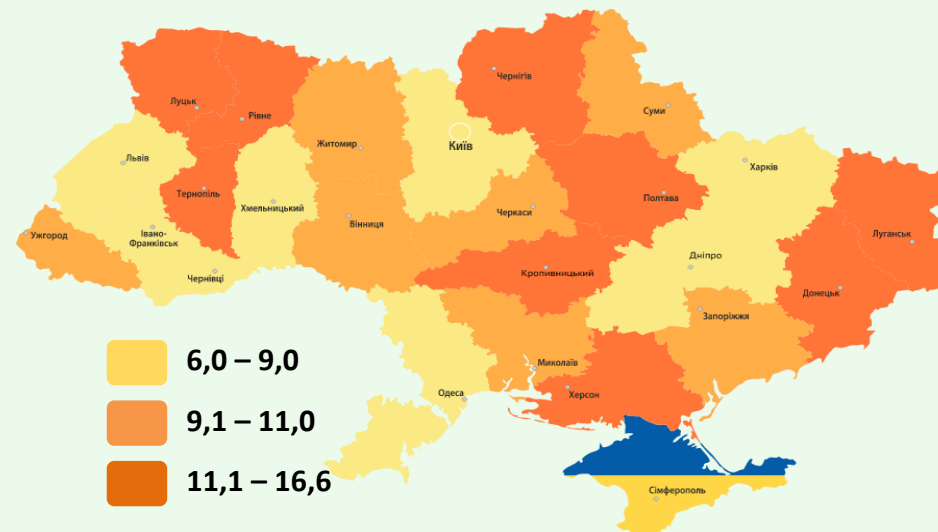 Чернігів
Луцьк
Рівне
Суми
Житомир
Київ
Львів
Харків
Тернопіль
Хмельницький
Полтава
Черкаси
Вінниця
Ужгород
Івано-
Франківськ
Луганськ
Чернівці
Дніпро
Кропивницький
Донецьк
Запоріжжя
6,0 – 9,0
Миколаїв
Одеса
Херсон
9,1 – 11,0
11,1 – 16,6
Сімферополь